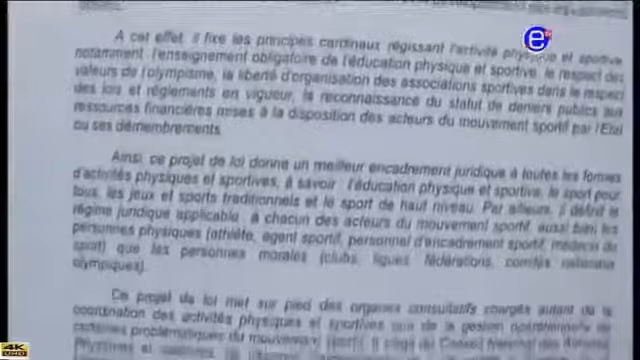 A cet effet, il fixe les principes cardinaux régissant l'activité physique et sportive
notamment : l'enseignement obligatoire de l'éducation physique et sportive, le respect des
valeurs de l'olympisme, la liberté d'organisation des associations sportives dans le respect
des lois et règlements en vigueur, la reconnaissance du statut de deniers publics aux
ressources financières mises à la disposition des acteurs du mouvement sportif par l'Etat
ou ses démembrements.
Ainsi, ce projet de loi donne un meilleur encadrement juridique à toutes les formes
d'activités physiques et sportives, à savoir : l'éducation physique et sportive, le sport pour
tous, les jeux et sports traditionnels et le sport de haut niveau. Par ailleurs, il définit le
régime juridique applicable à chacun des acteurs du mouvement sportif, aussi bien les
personnes physiques (athlète, agent sportif, personnel d'encadrement sportif, médecin du
sport) que les personnes morales (clubs, ligues fédérations, comités nationaux
olympiques).
Ce projet de loi met sur pied des organes consultatifs chargés autant de la
coordination des activités physiques et sportives que de la gestion
certaines problématiques du mouvement
Physiques et
e
4K
UHD